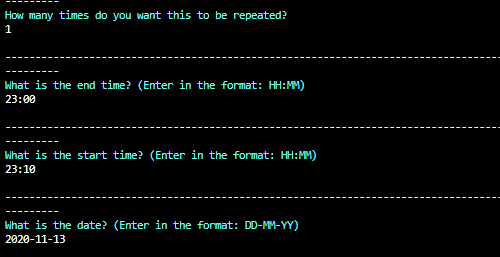 ---------
How many times do you want this to be repeated?
1
-----------------------------------------------------------------------------------
---------
What is the end time? (Enter in the format: HH:MM)
23:00
-----------------------------------------------------------------------------------
---------
What is the start time? (Enter in the format: HH:MM)
23:10
-----------------------------------------------------------------------------------
---------
What is the date? (Enter in the format: DD-MM-YY)
2020-11-13